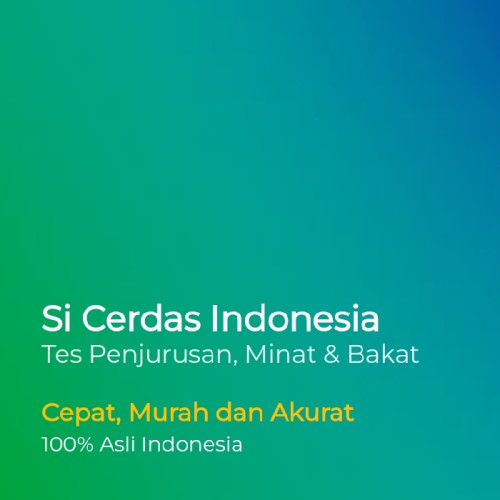 Si Cerdas Indonesia
Tes Penjurusan, Minat & Bakat
Cepat, Murah dan Akurat
100% Asli Indonesia